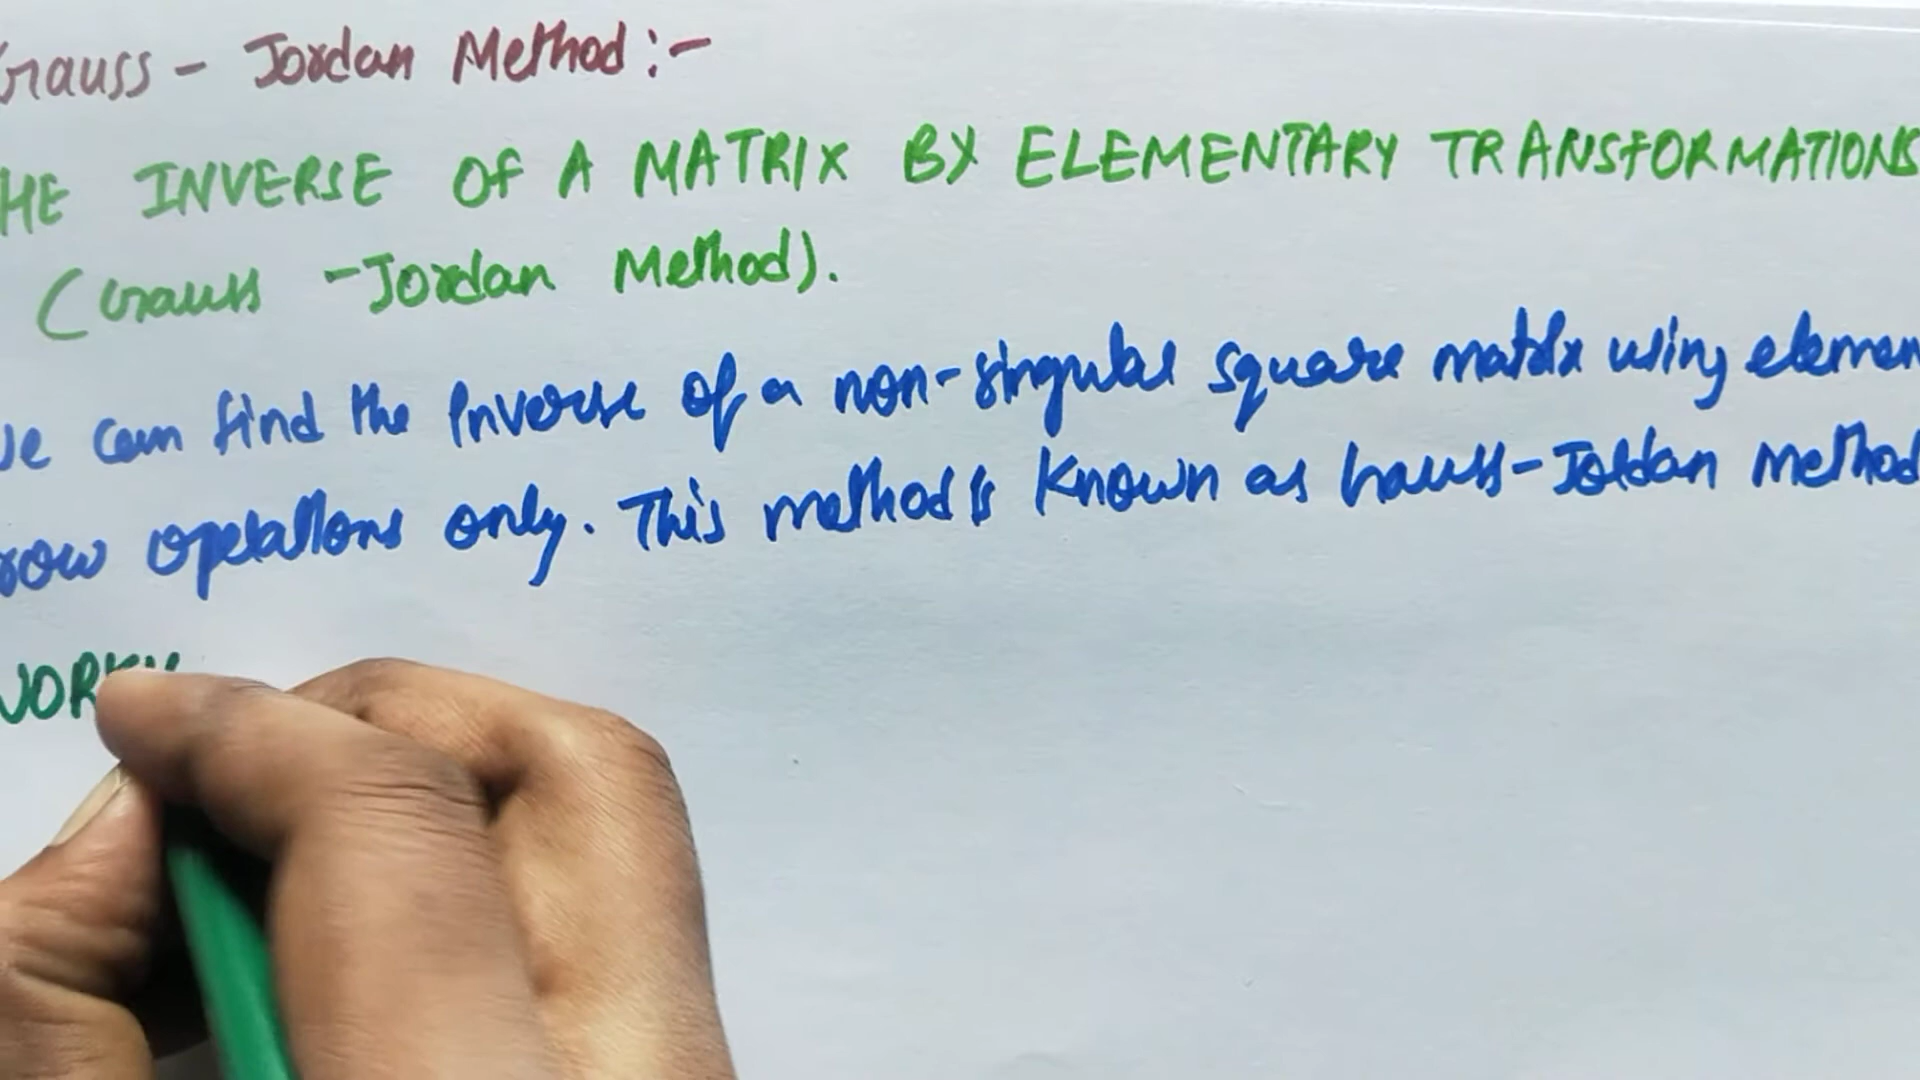 Gauss - Jordan Method :-
THE INVERSE OF A MATRIX BY ELEMENTARY TRANSFORMATIONS
(Gauss - Jordan Method).
We can find the Inverse of a non-singular square matrix using elemen
row operations only. This method is known as Gauss-Jordan method
WORK